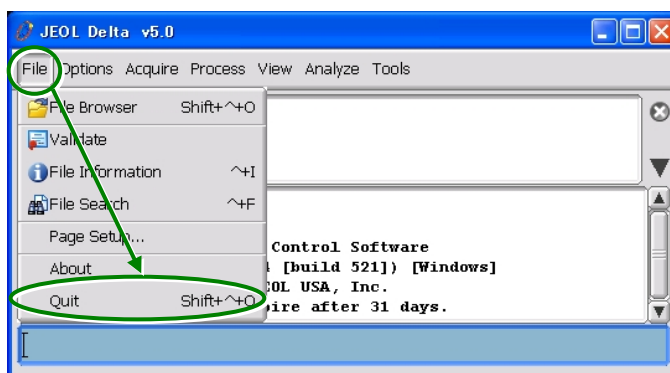 JEOL Delta v5.0
File Options Acquire Process View Analyze Tools
File Browser Shift+^+O
Validate
File Information ^+I
File Search ^+F
Page Setup...
About
Quit Shift+^+Q
Control Software
[build 521]) [Windows]
OL USA, Inc.
ire after 31 days.